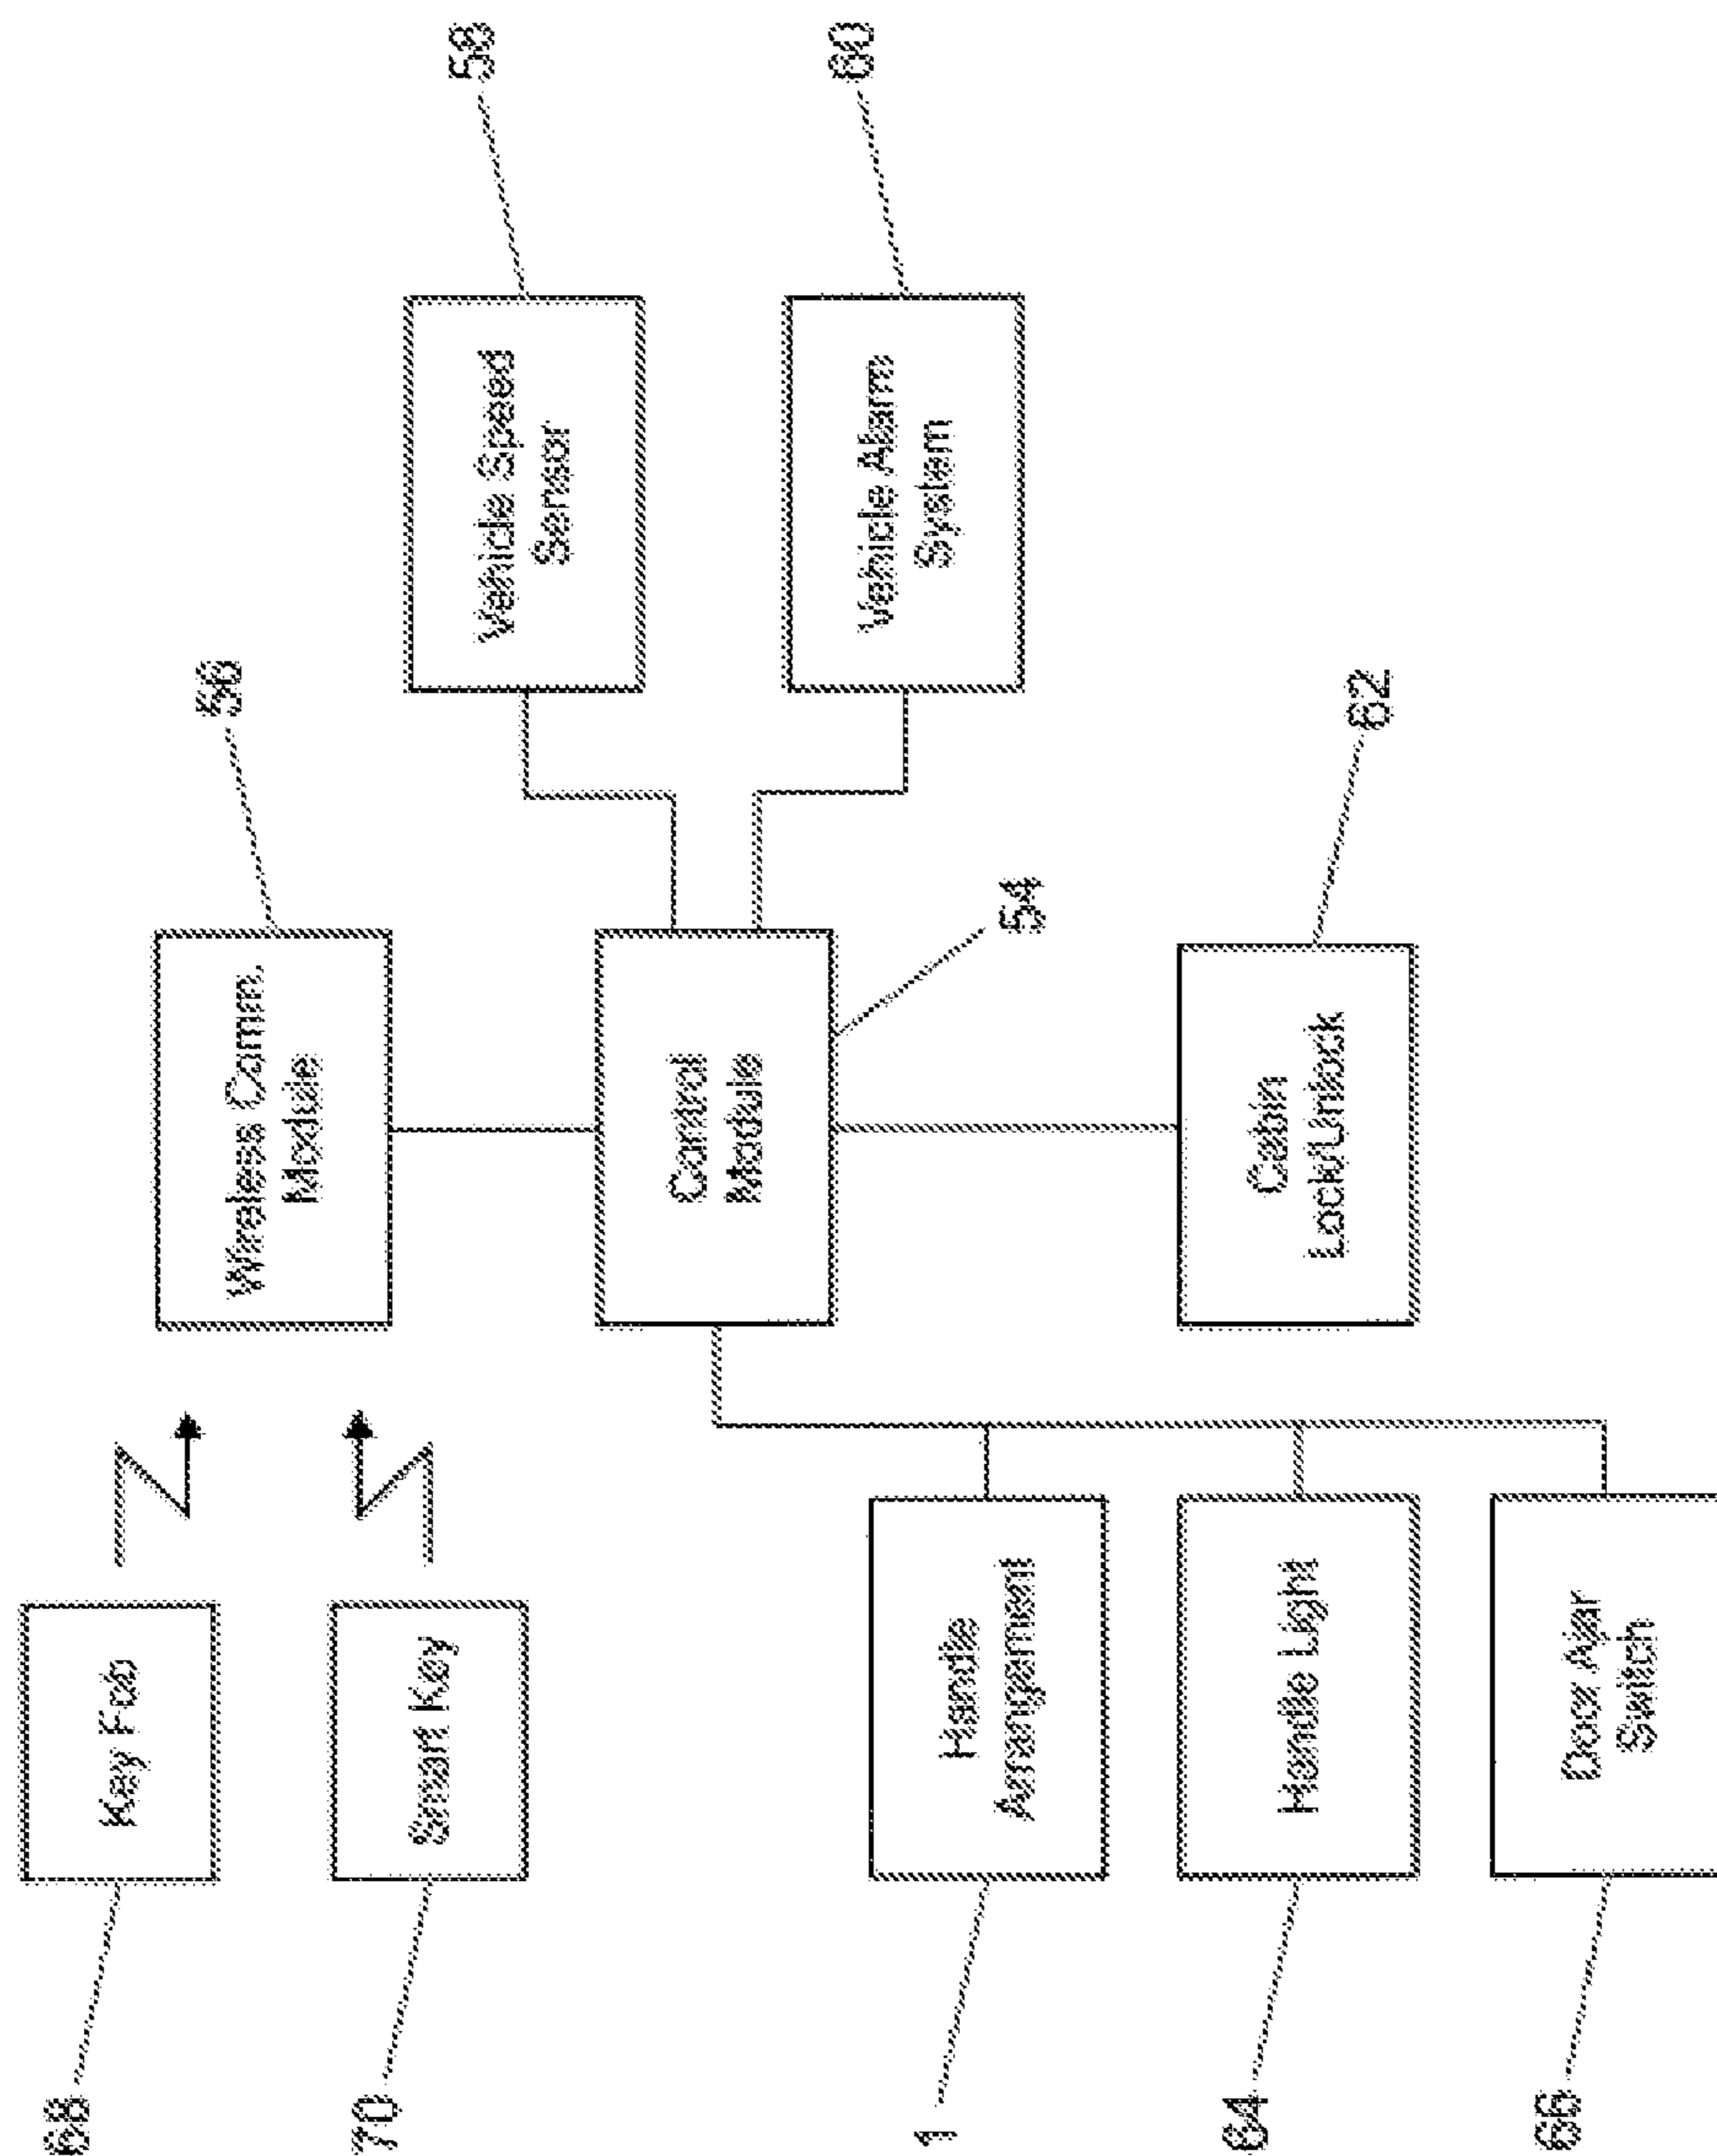 68
Key Fob
70
Smart Key
56
Wireless Comm.
Module
58
Vehicle Speed
Sensor
60
Vehicle Alarm
System
54
Control
Module
1
Handle
Arrangement
64
Handle Light
66
Door Ajar
Switch
62
Cabin
Lock/Unlock